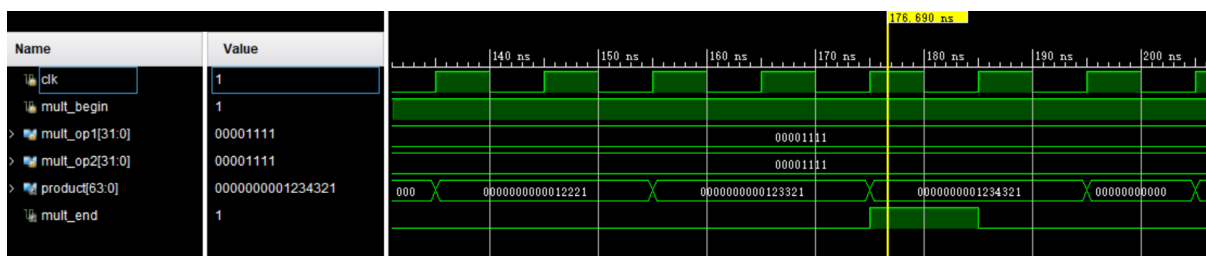 176.690 ns
Name Value
140 ns 150 ns 160 ns 170 ns 180 ns 190 ns 200 ns
clk 1
mult_begin 1
> mult_op1[31:0] 00001111 00001111
> mult_op2[31:0] 00001111 00001111
> product[63:0] 0000000001234321 000 0000000000012221 0000000000123321 0000000001234321 00000000000
mult_end 1